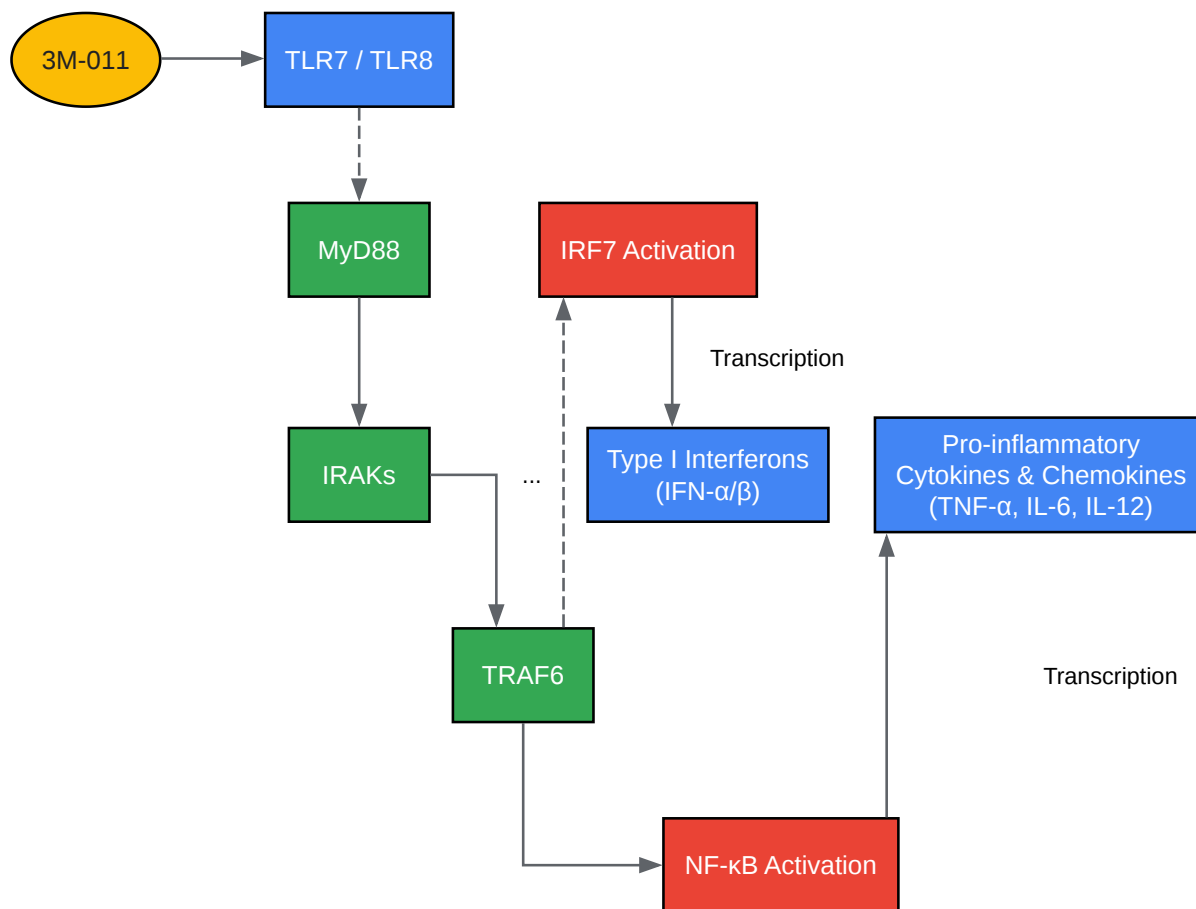 3M-011
TLR7 / TLR8
MyD88
IRF7 Activation
Transcription
IRAKs
...
Type I Interferons
(IFN-α/β)
Pro-inflammatory
Cytokines & Chemokines
(TNF-α, IL-6, IL-12)
TRAF6
Transcription
NF-κB Activation